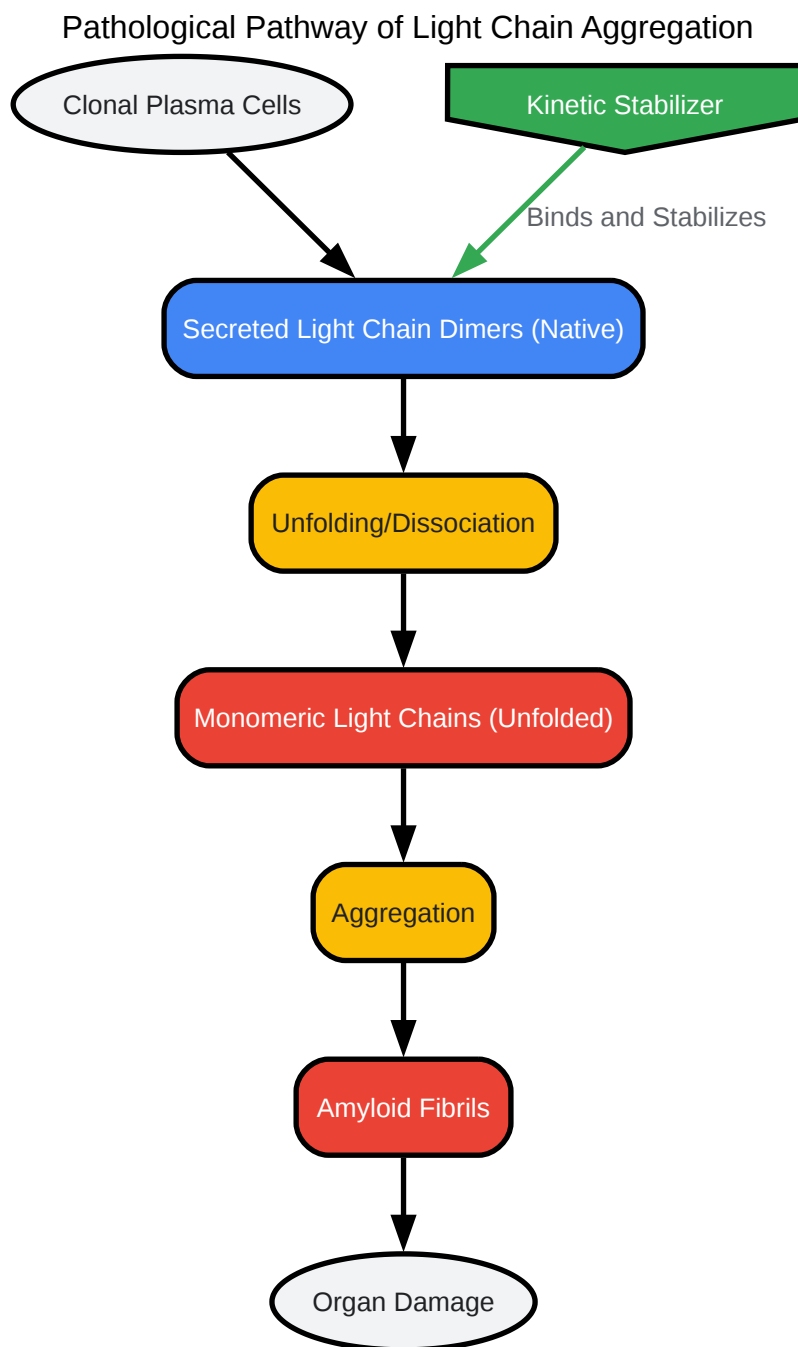 Pathological Pathway of Light Chain Aggregation
Clonal Plasma Cells
Kinetic Stabilizer
Binds and Stabilizes
Secreted Light Chain Dimers (Native)
Unfolding/Dissociation
Monomeric Light Chains (Unfolded)
Aggregation
Amyloid Fibrils
Organ Damage